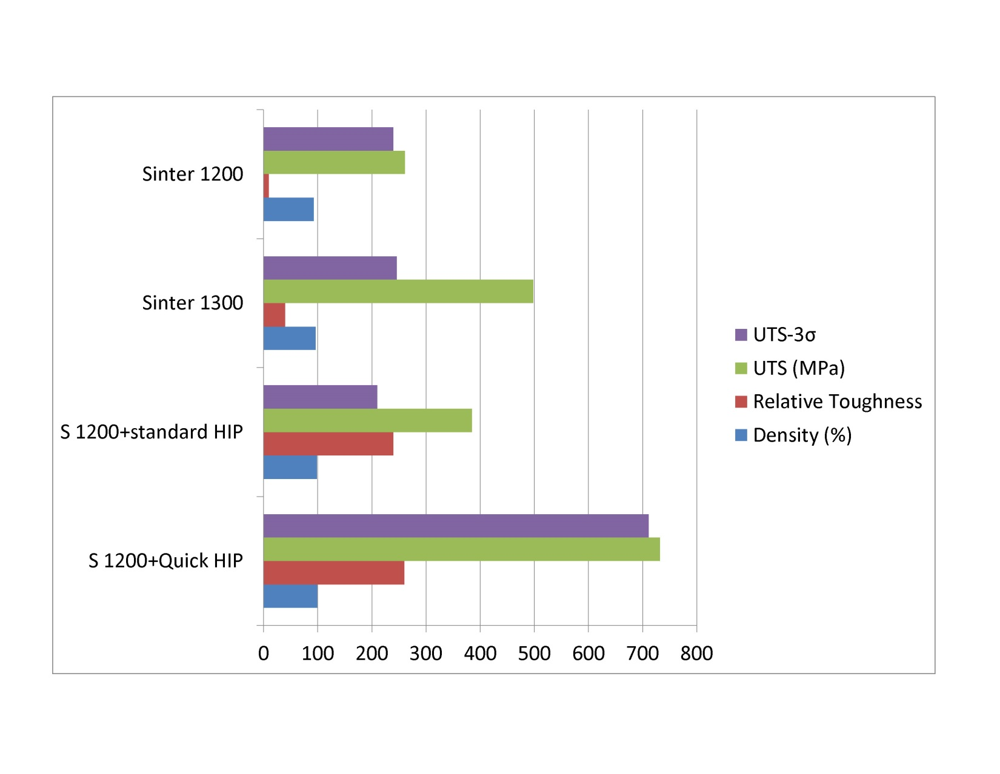 Sinter 1200
Sinter 1300
S 1200+standard HIP
S 1200+Quick HIP
UTS-3σ
UTS (MPa)
Relative Toughness
Density (%)
0 100 200 300 400 500 600 700 800